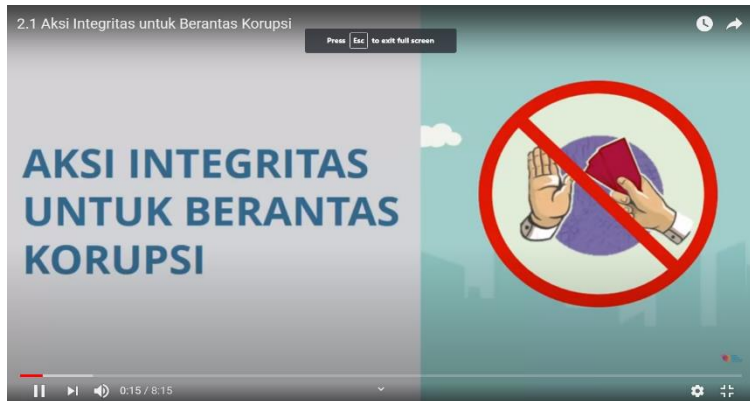 2.1 Aksi Integritas untuk Berantas Korupsi
Press Esc to exit full screen
AKSI INTEGRITAS
UNTUK BERANTAS
KORUPSI
0:15 / 8:15